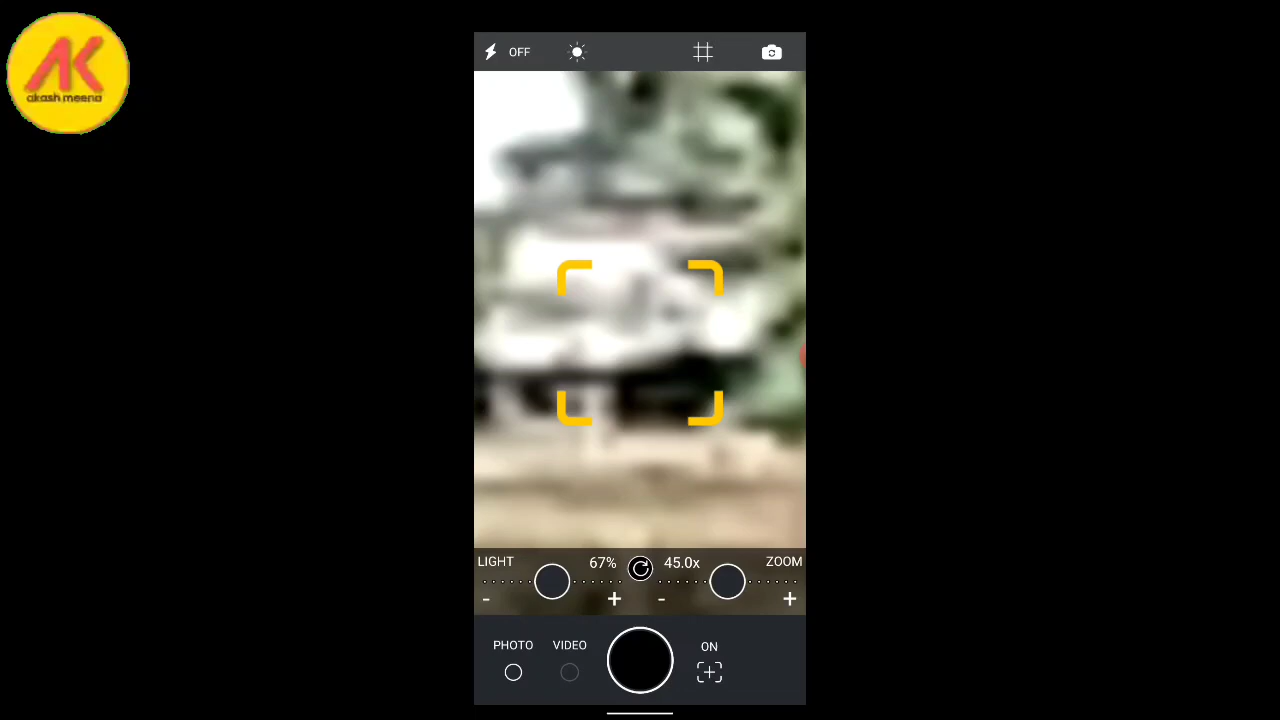 AK
akash meena
OFF
LIGHT 67% 45.0x ZOOM
- + - +
PHOTO VIDEO ON